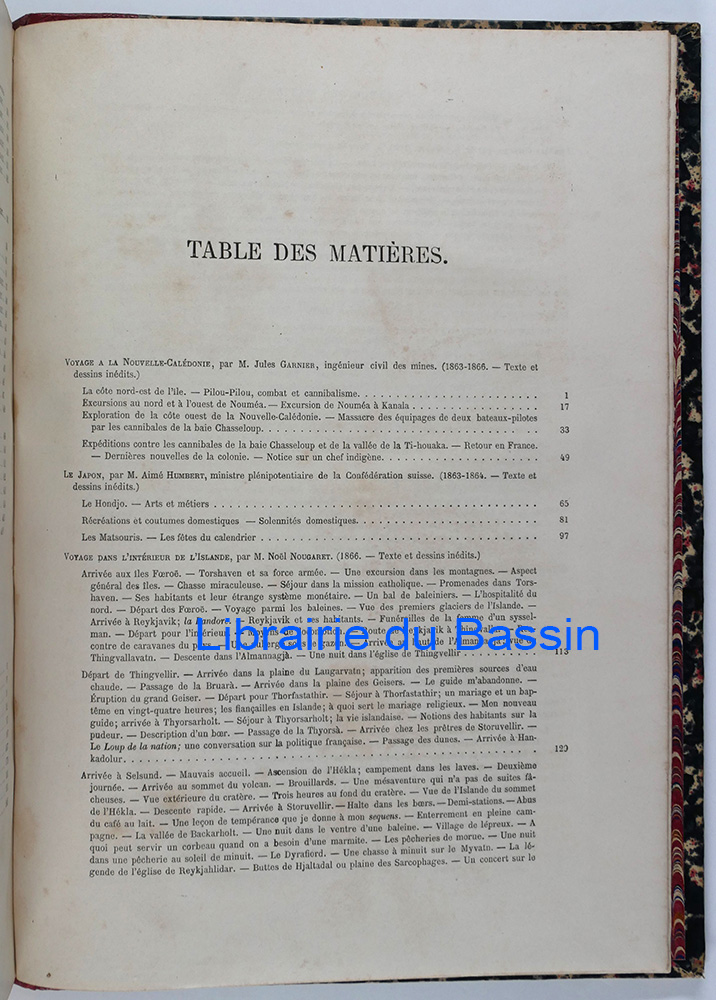 TABLE DES MATIÈRES.
VOYAGE A LA NOUVELLE-CALÉDONIE, par M. Jules GARNIER, ingénieur civil des mines. (1863-1866. — Texte et
dessins inédits.)
La côte nord-est de l'île. — Pilou-Pilou, combat et cannibalisme. 1
Excursions au nord et à l'ouest de Nouméa. — Excursion de Nouméa à Kanala 17
Exploration de la côte ouest de la Nouvelle-Calédonie. — Massacre des équipages de deux bateaux-pilotes
par les cannibales de la baie Chasseloup. 33
Expéditions contre les cannibales de la baie Chasseloup et de la vallée de la Ti-houaka. — Retour en France.
— Dernières nouvelles de la colonie. — Notice sur un chef indigène. 49
LE JAPON, par M. Aimé HUMBERT, ministre plénipotentiaire de la Confédération suisse. (1863-1864. — Texte et
dessins inédits.)
Le Hondjo. — Arts et métiers 65
Récréations et coutumes domestiques — Solennités domestiques. 81
Les Matsouris. — Les fêtes du calendrier 97
VOYAGE DANS L'INTÉRIEUR DE L'ISLANDE, par M. Noël NOUGARET. (1866. — Texte et dessins inédits.)
Arrivée aux îles Fœroë. — Torshaven et sa force armée. — Une excursion dans les montagnes. — Aspect
général des îles. — Chasse miraculeuse. — Séjour dans la mission catholique. — Promenades dans Tors-
haven. — Ses habitants et leur étrange système monétaire. — Un bal de baleiniers. — L'hospitalité du
nord. — Départ des Fœroë. — Voyage parmi les baleines. — Vue des premiers glaciers de l'Islande. —
Arrivée à Reykjavik; la Pandore. — Reykjavik et ses habitants. — Funérailles de la femme d'un syssel-
man. — Départ pour l'intérieur.
contre de caravanes du
Thingvallavatn. — Descente dans l'Almannagjà. — Une nuit dans l'église de Thingvellir 113
Librairie du Bassin
Départ de Thingvellir. — Arrivée dans la plaine du Langarvatn; apparition des premières sources d'eau
chaude. — Passage de la Bruarà. — Arrivée dans la plaine des Geisers. — Le guide m'abandonne. —
Éruption du grand Geiser. — Départ pour Thorfastathir. — Séjour à Thorfastathir; un mariage et un bap-
tême en vingt-quatre heures; les fiançailles en Islande; à quoi sert le mariage religieux. — Mon nouveau
guide; arrivée à Thyorsarholt. — Séjour à Thyorsarholt; la vie islandaise. — Notions des habitants sur la
pudeur. — Description d'un bœr. — Passage de la Thyorsà. — Arrivée chez les prêtres de Storuvellir. —
Le Loup de la nation; une conversation sur la politique française. — Passage des dunes. — Arrivée à Han-
kadolur. 129
Arrivée à Selsund. — Mauvais accueil. — Ascension de l'Hékla; campement dans les laves. — Deuxième
journée. — Arrivée au sommet du volcan. — Brouillards. — Une mésaventure qui n'a pas de suites fâ-
cheuses. — Vue extérieure du cratère. — Trois heures au fond du cratère. — Vue de l'Islande du sommet
de l'Hékla. — Descente rapide. — Arrivée à Storuvellir. — Halte dans les bœrs. — Demi-stations. — Abus
du café au lait. — Une leçon de tempérance que je donne à mon sequens. — Enterrement en pleine cam-
pagne. — La vallée de Backarholt. — Une nuit dans le ventre d'une baleine. — Village de lépreux. — A
quoi peut servir un corbeau quand on a besoin d'une marmite. — Les pêcheries de morue. — Une nuit
dans une pêcherie au soleil de minuit. — Le Dyrafiord. — Une chasse à minuit sur le Myvatn. — La lé-
gende de l'église de Reykjahlidar. — Buttes de Hjaltadal ou plaine des Sarcophages. — Un concert sur le